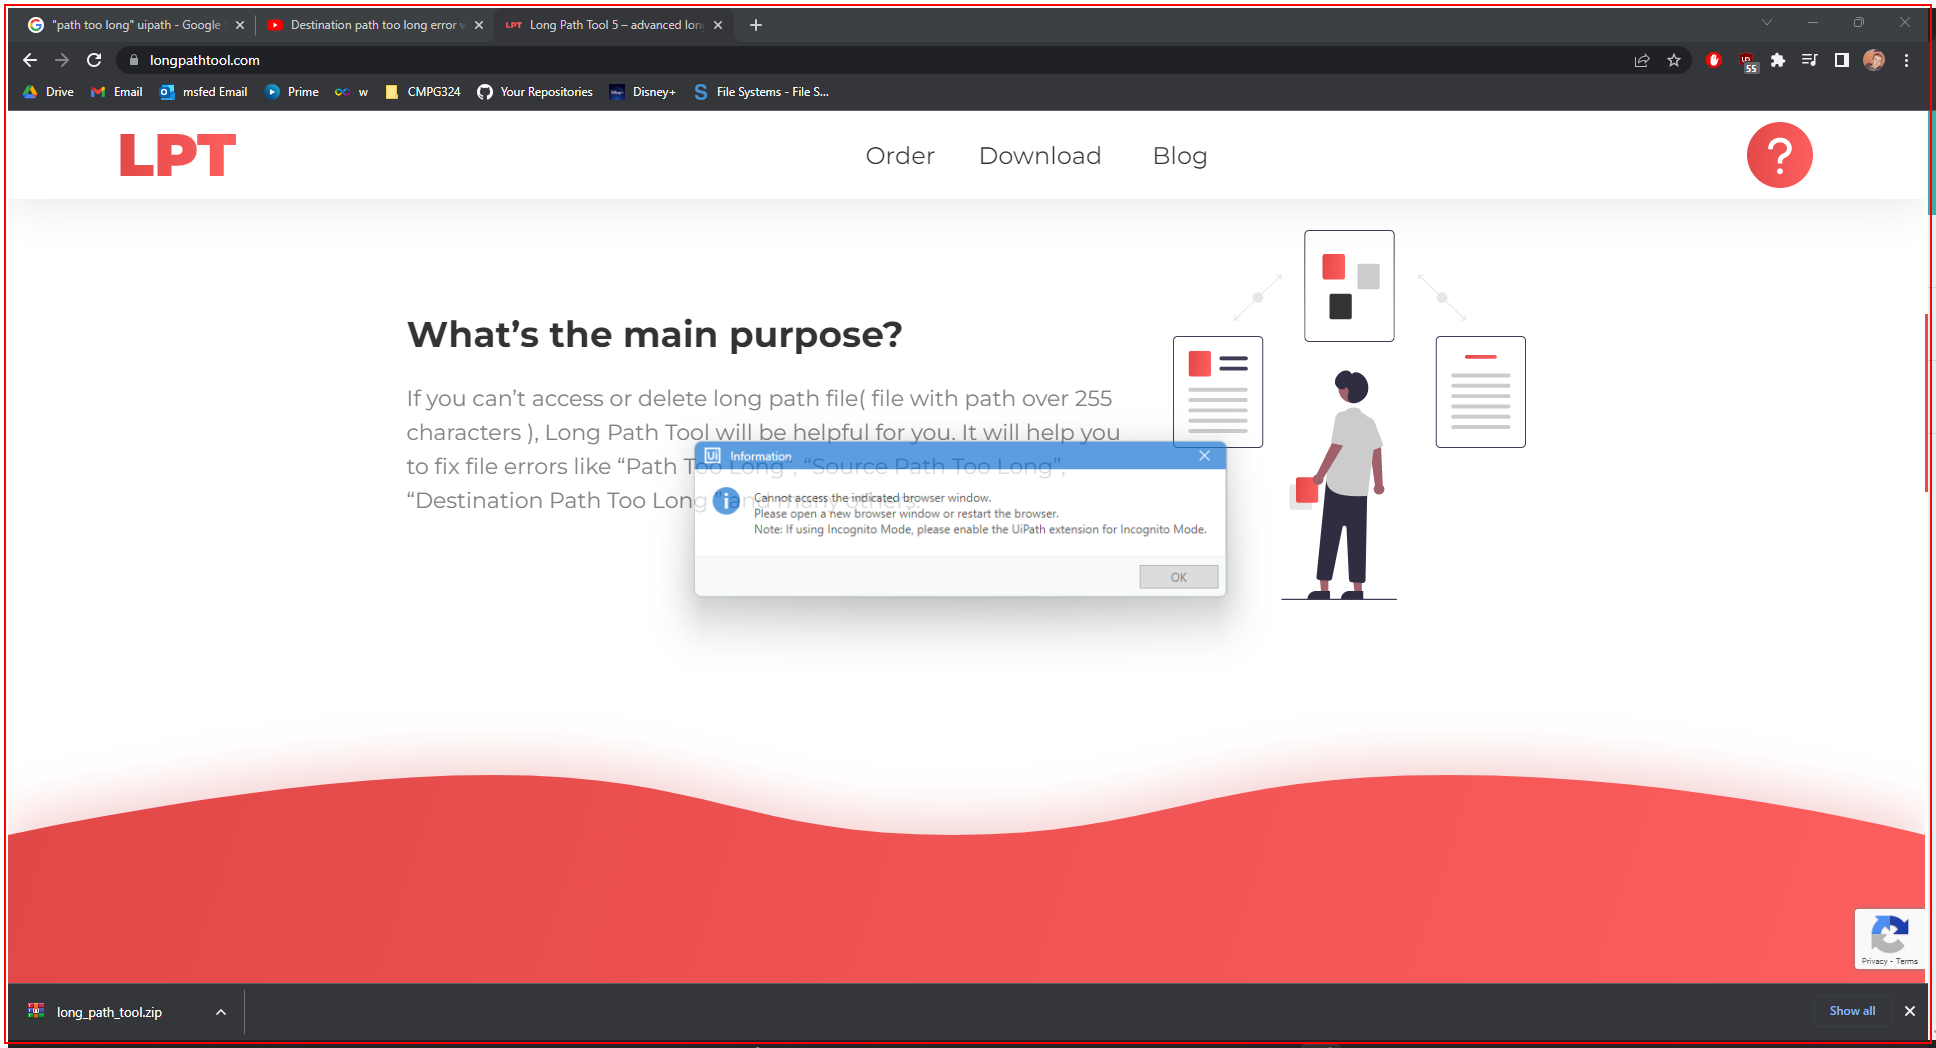 "path too long" uipath - Google
Destination path too long error
Long Path Tool 5 – advanced lon
longpathtool.com
55
Drive
Email
msfed Email
Prime
w
CMPG324
Your Repositories
Disney+
File Systems - File S...
LPT
Order
Download
Blog
?
What’s the main purpose?
If you can’t access or delete long path file( file with path over 255
characters ), Long Path Tool will be helpful for you. It will help you
to fix file errors like “Path Too Long”, “Source Path Too Long”,
“Destination Path Too Long ” and many others.
Ui Information
Cannot access the indicated browser window.
Please open a new browser window or restart the browser.
Note: If using Incognito Mode, please enable the UiPath extension for Incognito Mode.
OK
Privacy - Terms
long_path_tool.zip
Show all